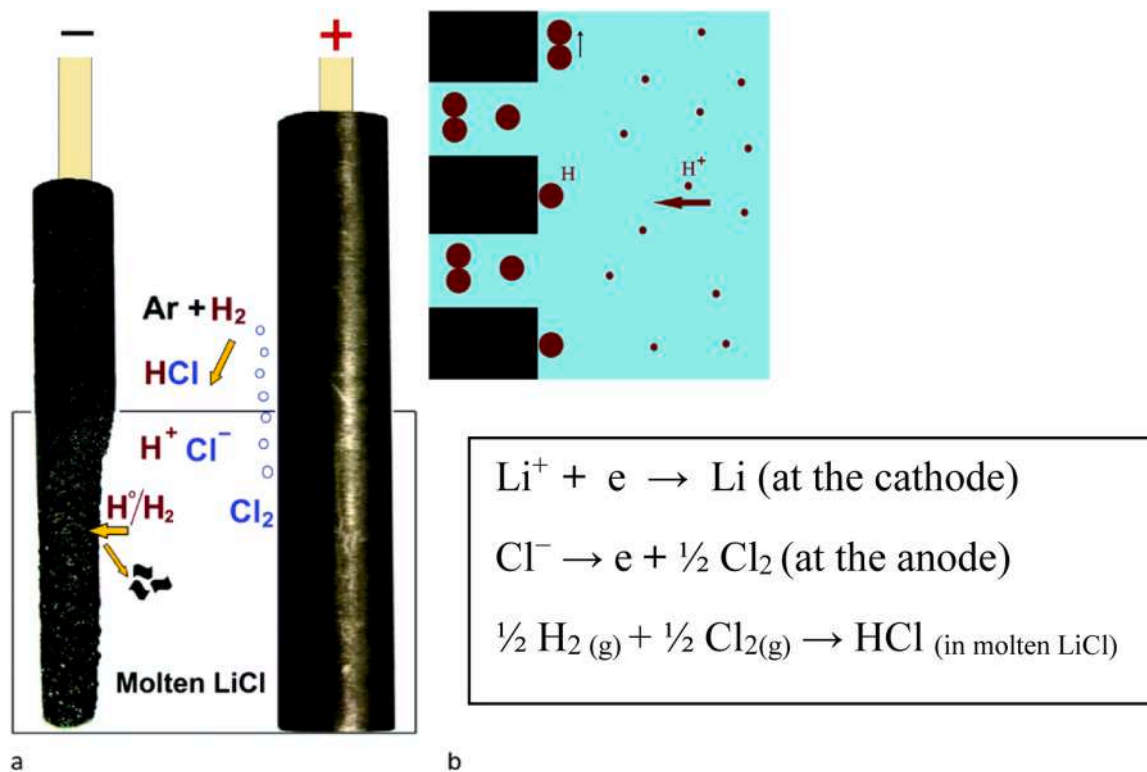 −
+
Ar + H₂
HCl
H⁺ Cl⁻
H°/H₂
Cl₂
Molten LiCl
a
H
H⁺
b
Li⁺ + e → Li (at the cathode)
Cl⁻ → e + ½ Cl₂ (at the anode)
½ H₂ (g) + ½ Cl₂(g) → HCl (in molten LiCl)